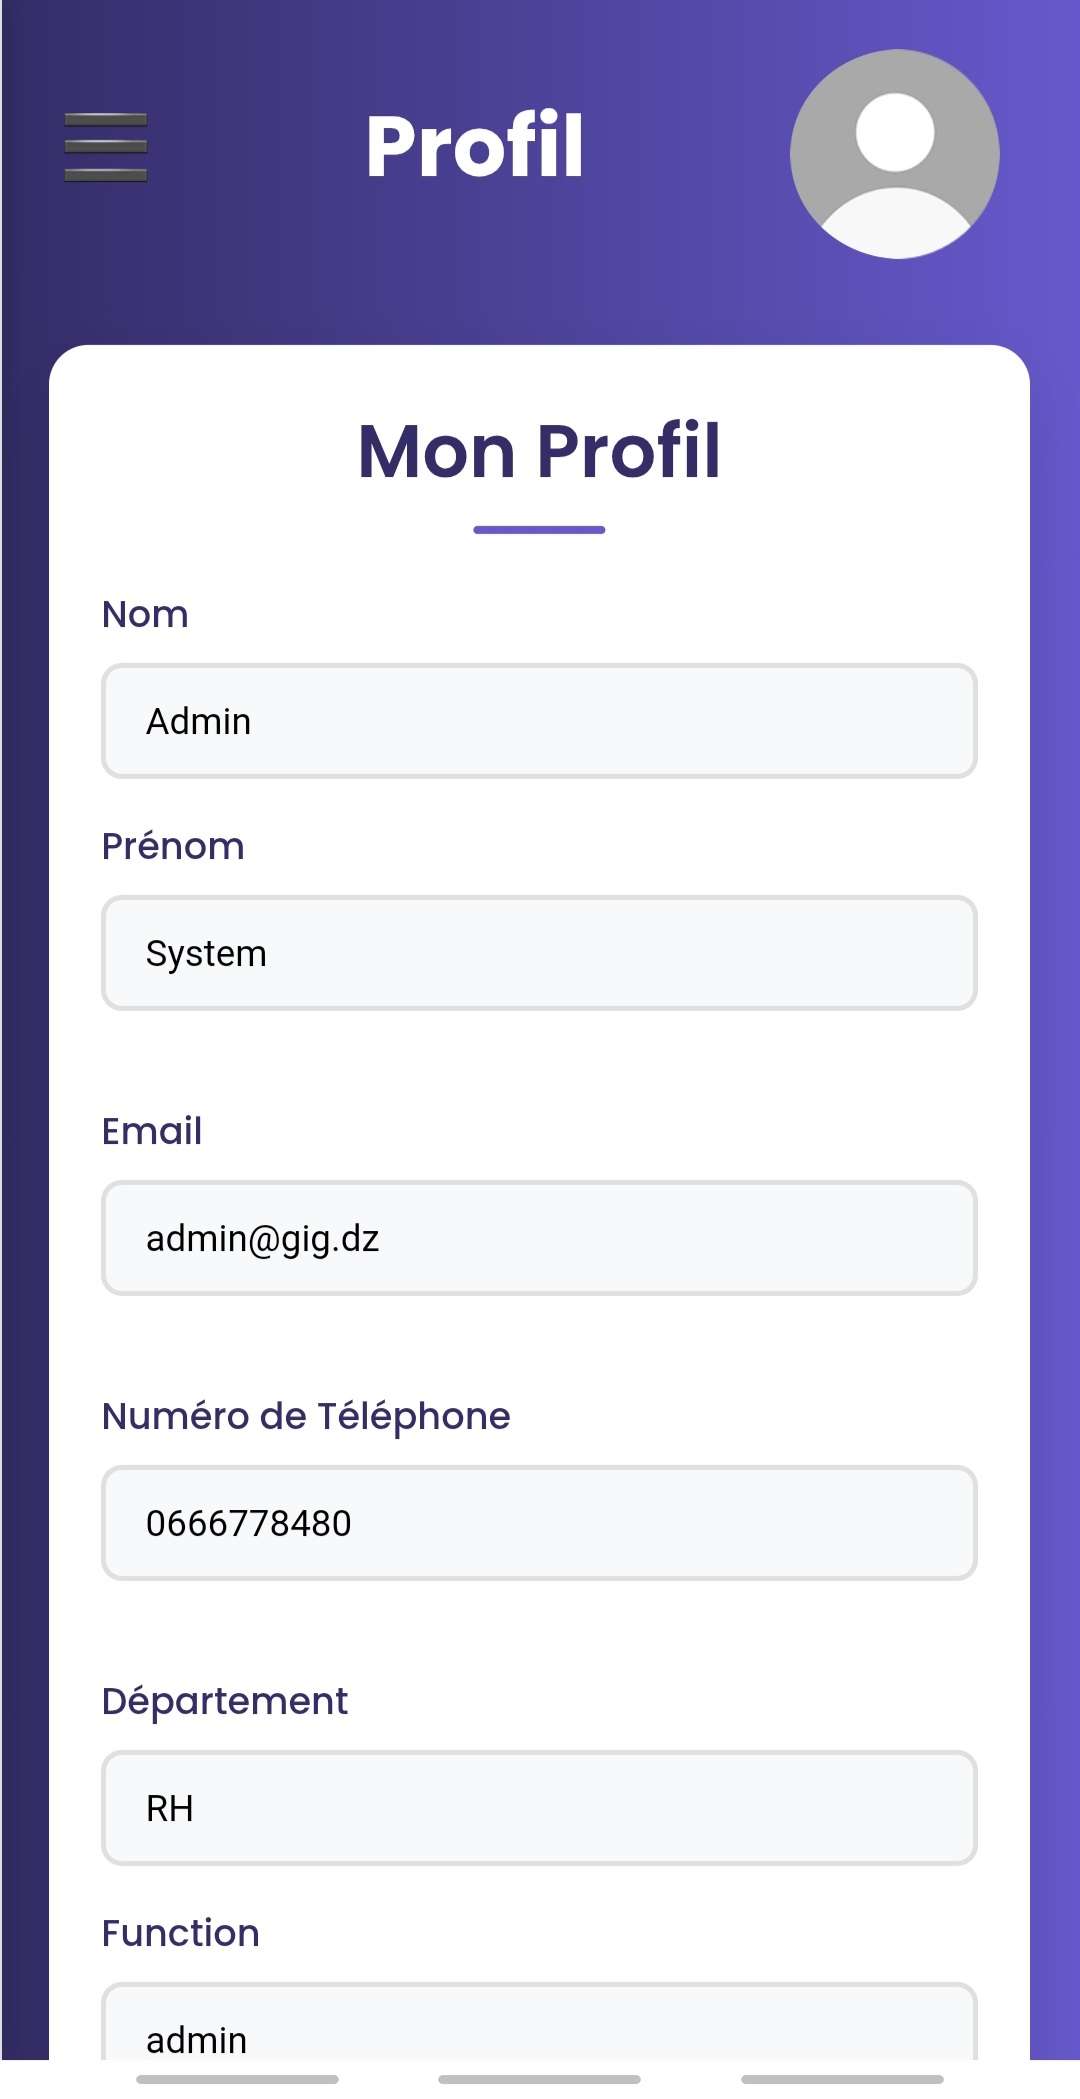 Profil
Mon Profil
Nom
Admin
Prénom
System
Email
admin@gig.dz
Numéro de Téléphone
0666778480
Département
RH
Function
admin